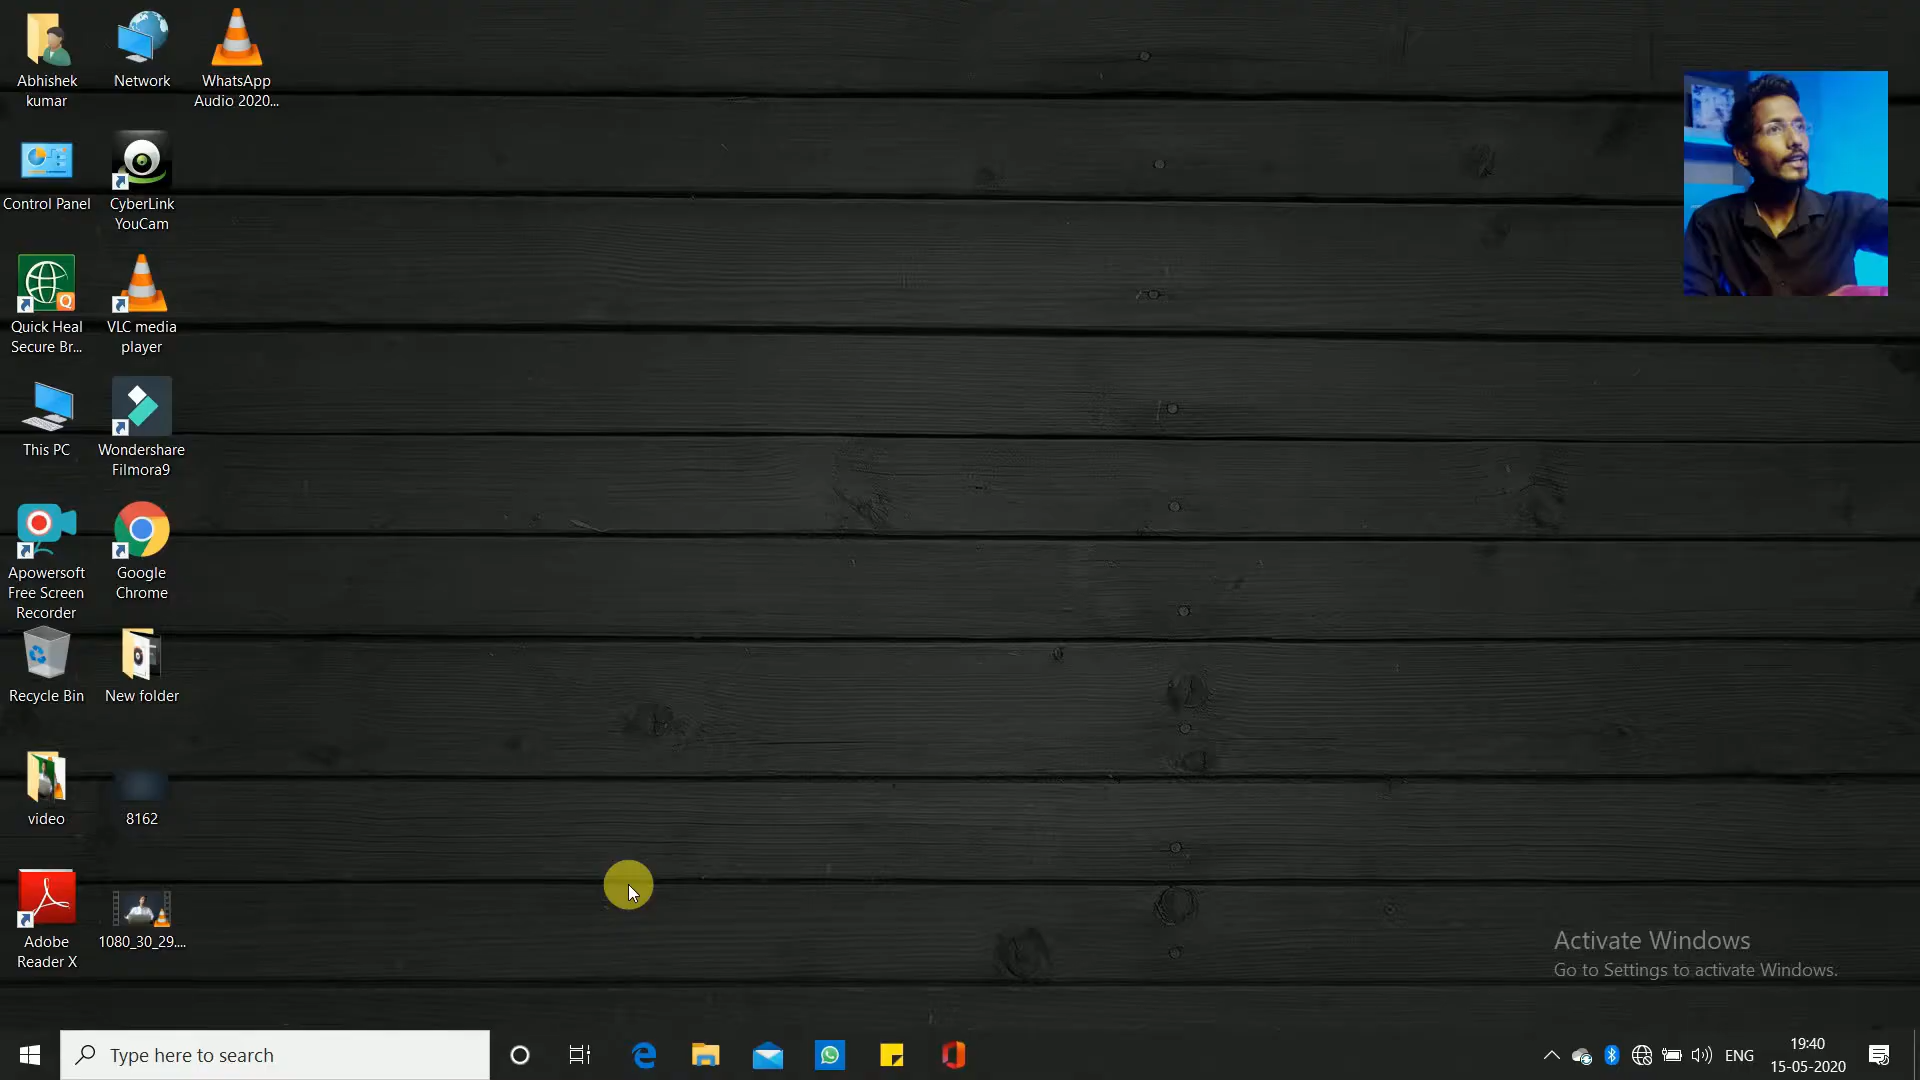 Abhishek
kumar
Network
WhatsApp
Audio 2020...
Control Panel
CyberLink
YouCam
Quick Heal
Secure Br...
VLC media
player
This PC
Wondershare
Filmora9
Apowersoft
Free Screen
Recorder
Google
Chrome
Recycle Bin
New folder
video
8162
Adobe
Reader X
1080_30_29....
Activate Windows
Go to Settings to activate Windows.
Type here to search
ENG
19:40
15-05-2020